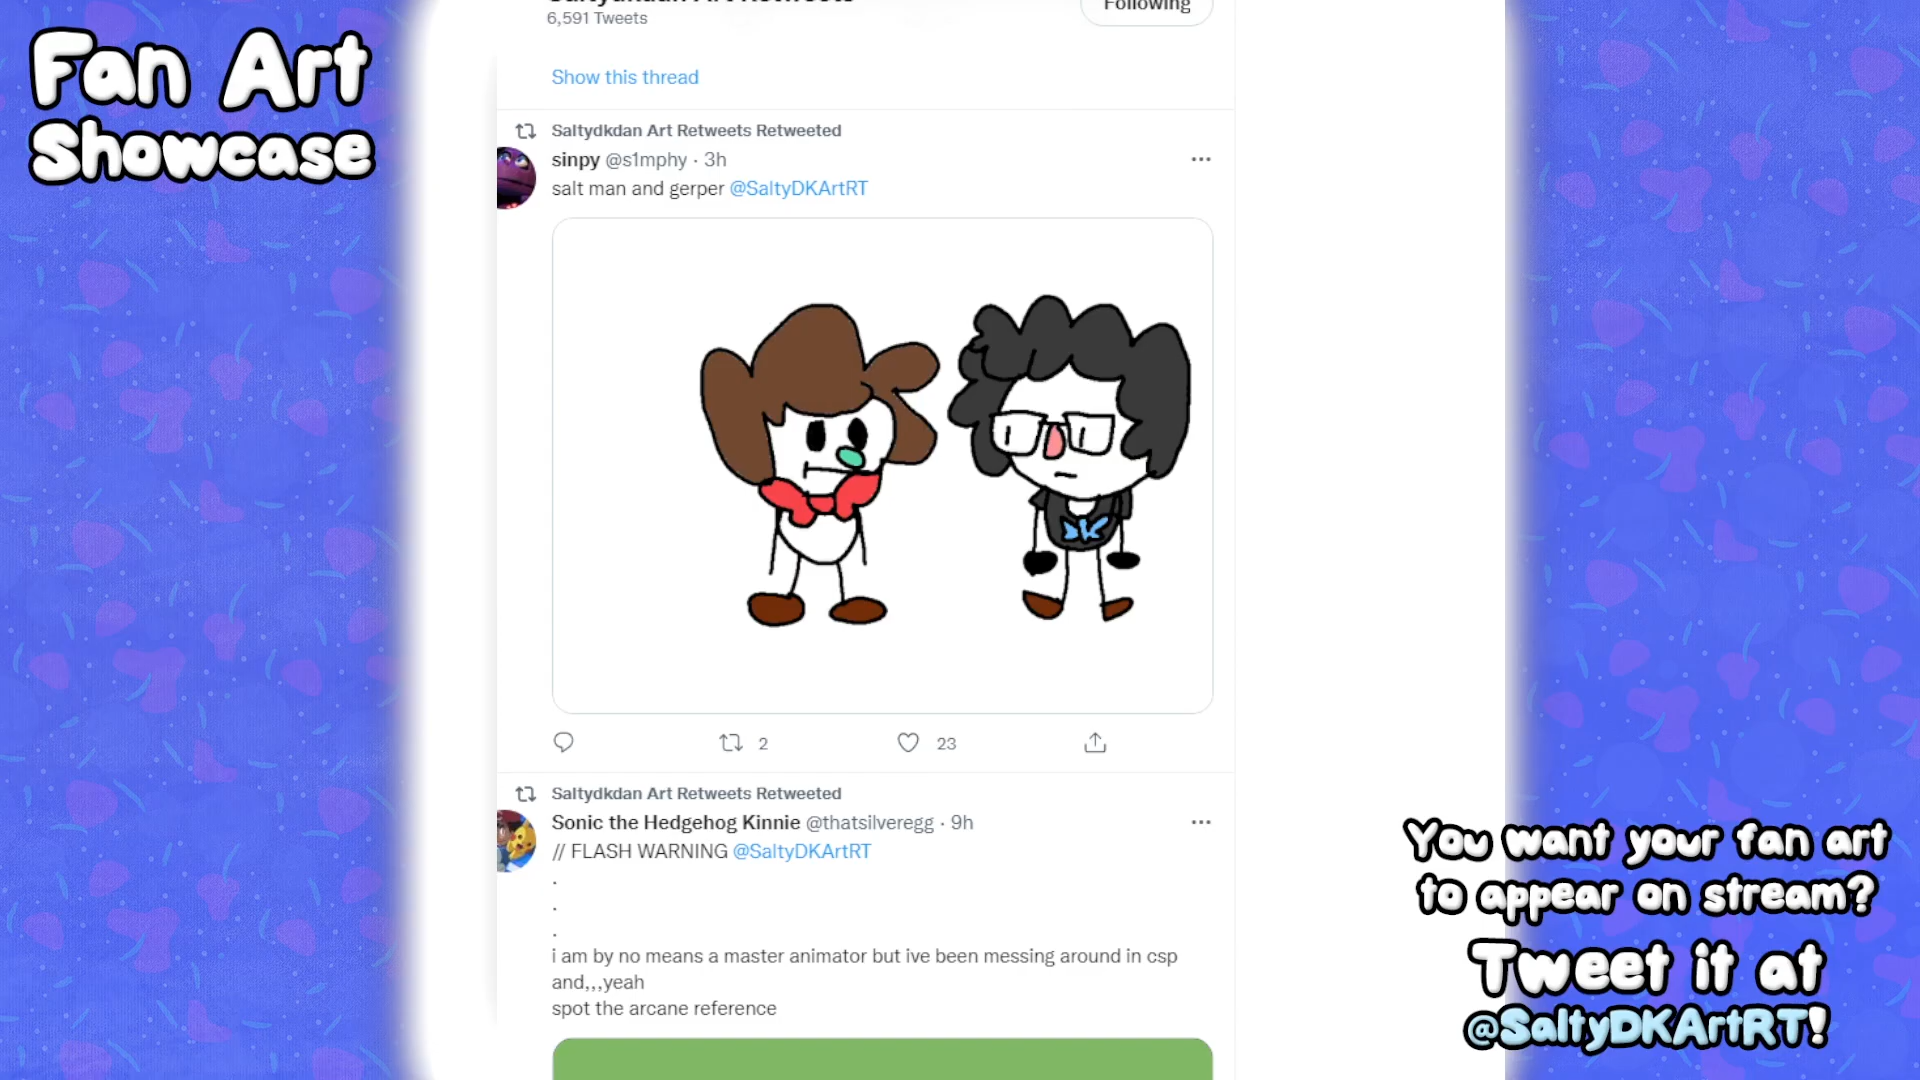 Fan Art
Showcase
6,591 Tweets
Following
Show this thread
Saltydkdan Art Retweets Retweeted
sinpy @s1mphy · 3h
salt man and gerper @SaltyDKArtRT
DK
2
23
Saltydkdan Art Retweets Retweeted
Sonic the Hedgehog Kinnie @thatsilveregg · 9h
// FLASH WARNING @SaltyDKArtRT
.
.
.
i am by no means a master animator but ive been messing around in csp
and,,,yeah
spot the arcane reference
You want your fan art
to appear on stream?
Tweet it at
@SaltyDKArtRT!